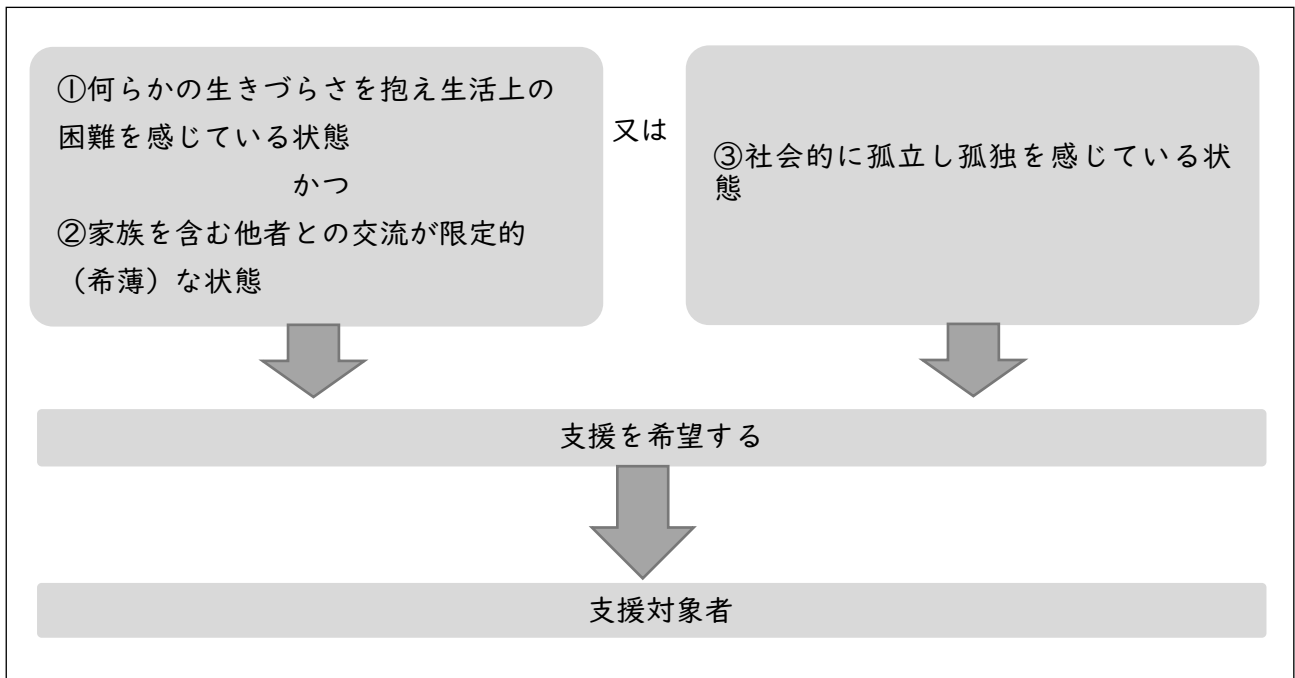 ①何らかの生きづらさを抱え生活上の
困難を感じている状態
かつ
②家族を含む他者との交流が限定的
（希薄）な状態
又は
③社会的に孤立し孤独を感じている状
態
支援を希望する
支援対象者